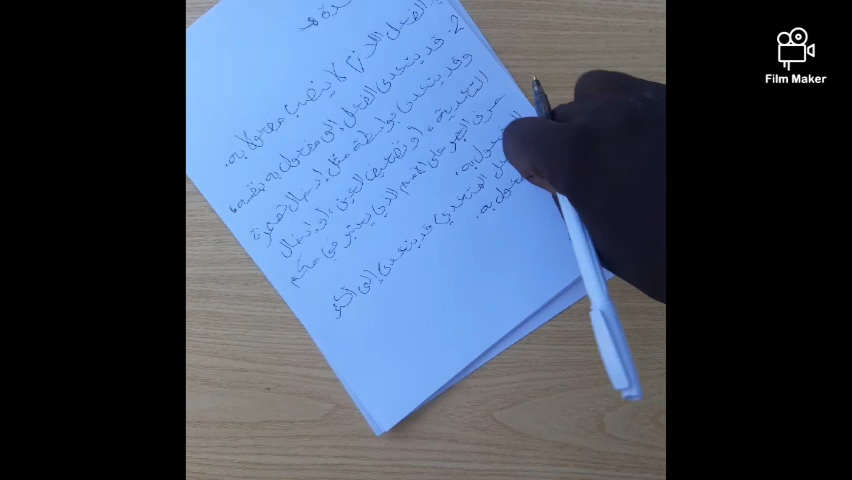 الفعل اللازم لا ينصب مفعولا به.
2. قد يتعدى الفعل إلى مفعول به بنفسه،
وقد يتعدى بواسطة مثل إدخال همزة
التعدية، أو تضعيف العين، أو إدخال
حرف الجر على الاسم الذي يعتبر في حكم
المفعول به.
المتعدي قد يتعدى إلى أكثر
مفعول به.
Film Maker